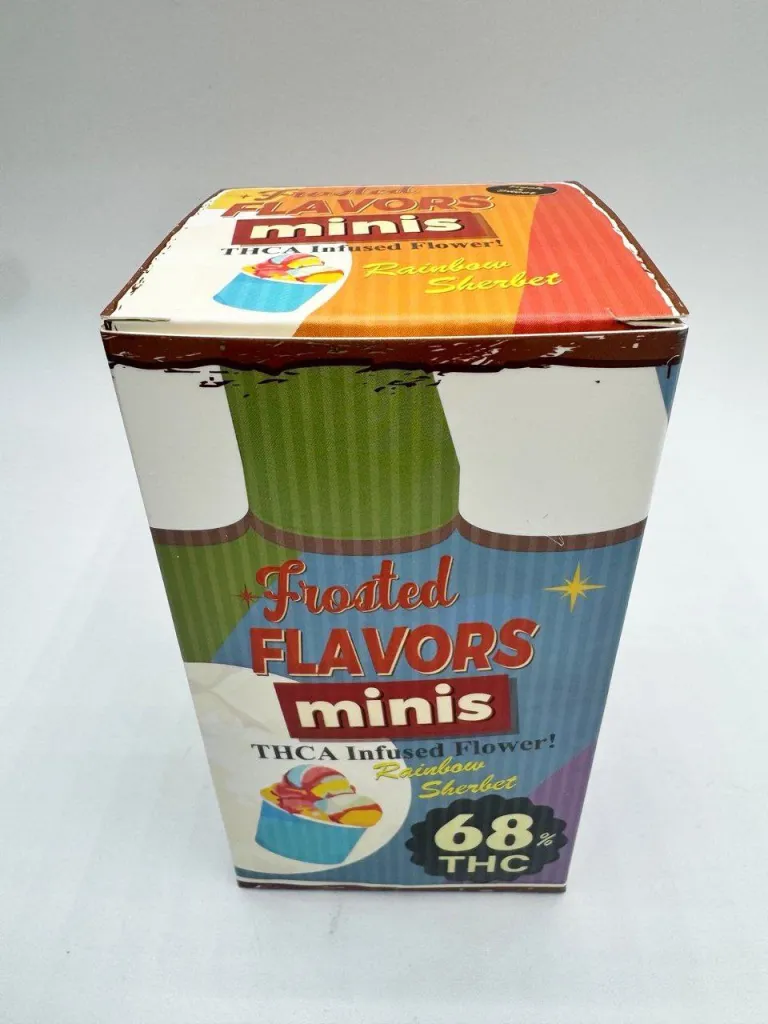 Frosted
FLAVORS
minis
THCA Infused Flower!
Rainbow
Sherbet
Frosted
FLAVORS
minis
THCA Infused Flower!
Rainbow
Sherbet
68%
THC